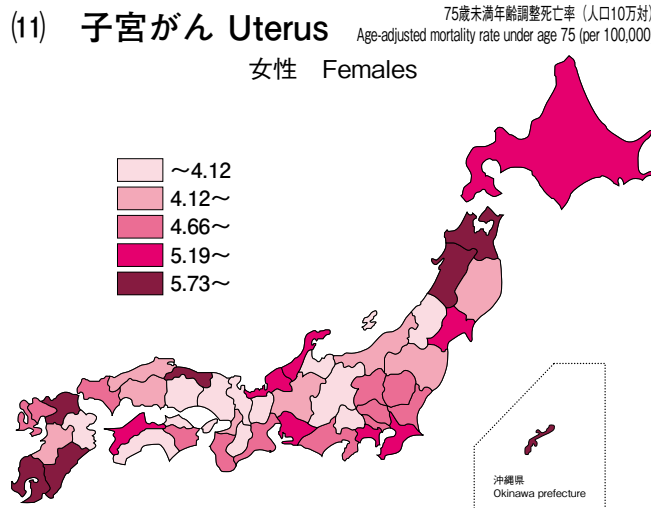 (11) 子宮がん Uterus
75歳未満年齢調整死亡率（人口10万対）
Age-adjusted mortality rate under age 75 (per 100,000
女性 Females
～4.12
4.12～
4.66～
5.19～
5.73～
沖縄県
Okinawa prefecture